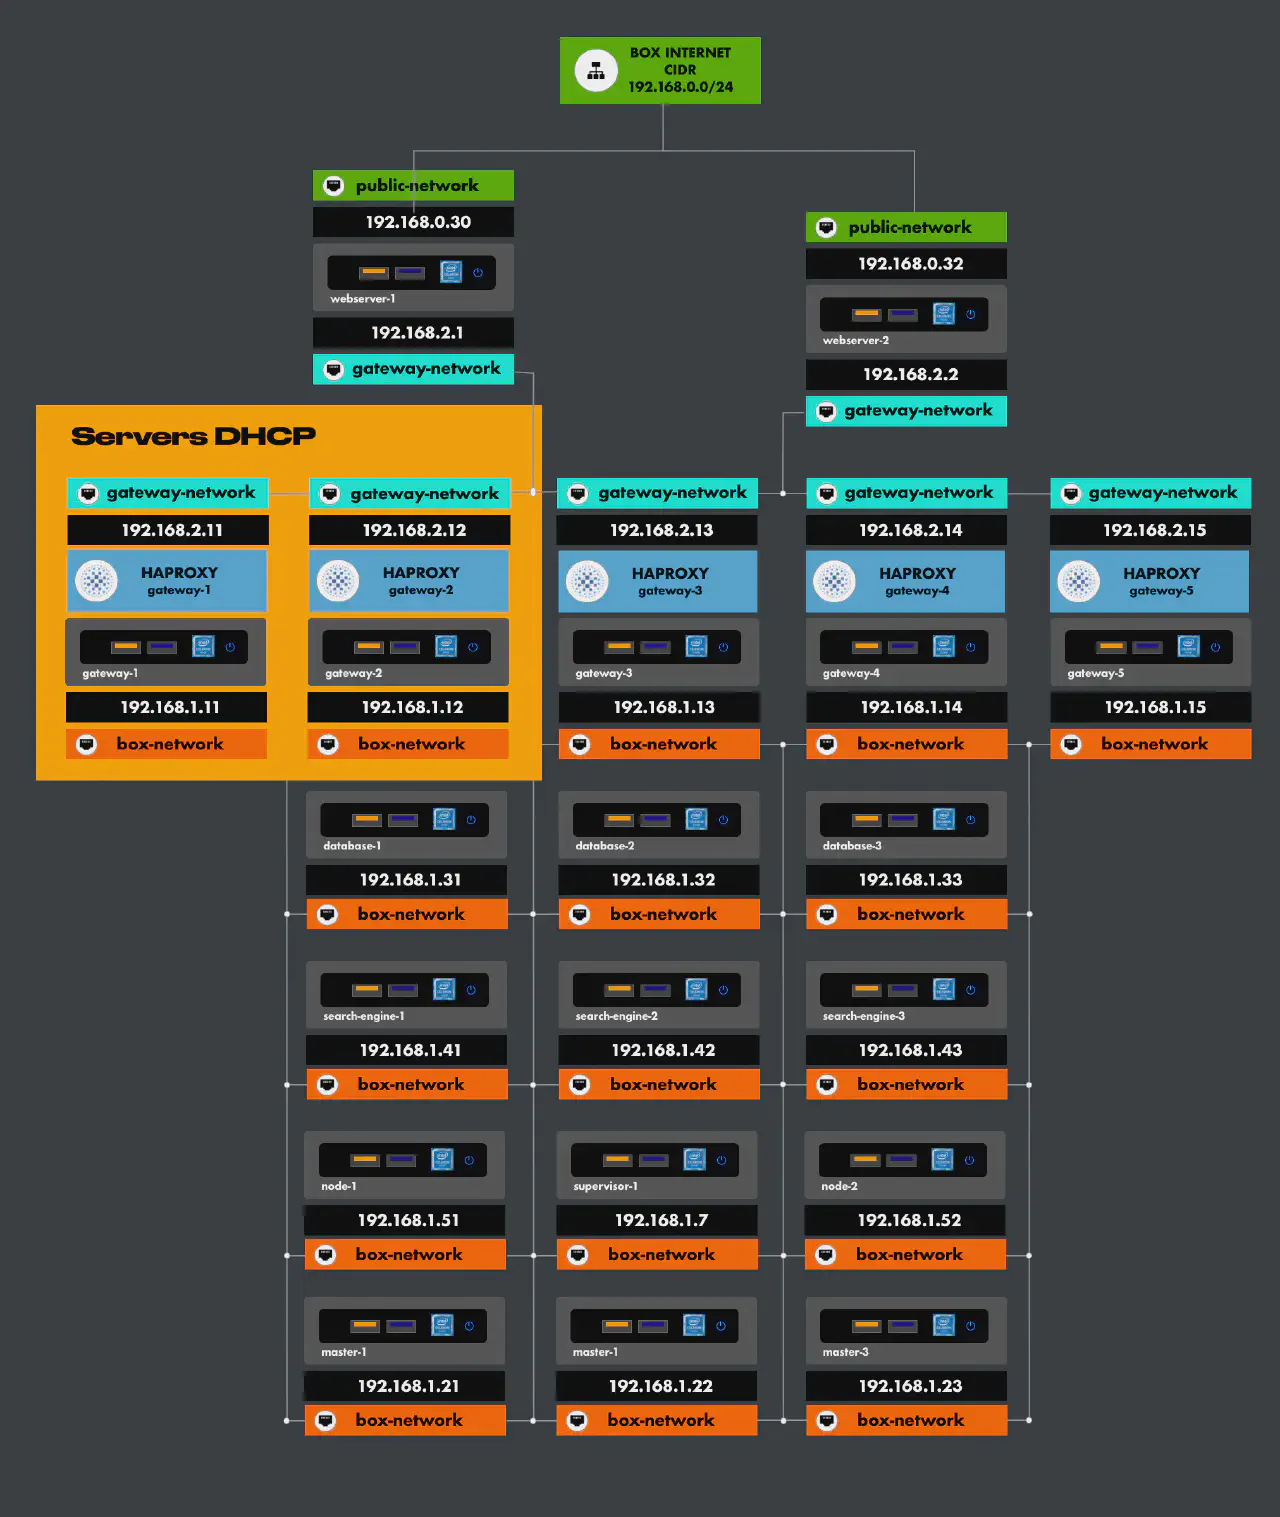 BOX INTERNET
CIDR
192.168.0.0/24
public-network
192.168.0.30
webserver-1
192.168.2.1
gateway-network
public-network
192.168.0.32
webserver-2
192.168.2.2
gateway-network
Servers DHCP
gateway-network
gateway-network
gateway-network
gateway-network
gateway-network
192.168.2.11
192.168.2.12
192.168.2.13
192.168.2.14
192.168.2.15
HAPROXY
gateway-1
HAPROXY
gateway-2
HAPROXY
gateway-3
HAPROXY
gateway-4
HAPROXY
gateway-5
gateway-1
gateway-2
gateway-3
gateway-4
gateway-5
192.168.1.11
192.168.1.12
192.168.1.13
192.168.1.14
192.168.1.15
box-network
box-network
box-network
box-network
box-network
database-1
database-2
database-3
192.168.1.31
192.168.1.32
192.168.1.33
box-network
box-network
box-network
search-engine-1
search-engine-2
search-engine-3
192.168.1.41
192.168.1.42
192.168.1.43
box-network
box-network
box-network
node-1
supervisor-1
node-2
192.168.1.51
192.168.1.7
192.168.1.52
box-network
box-network
box-network
master-1
master-1
master-3
192.168.1.21
192.168.1.22
192.168.1.23
box-network
box-network
box-network